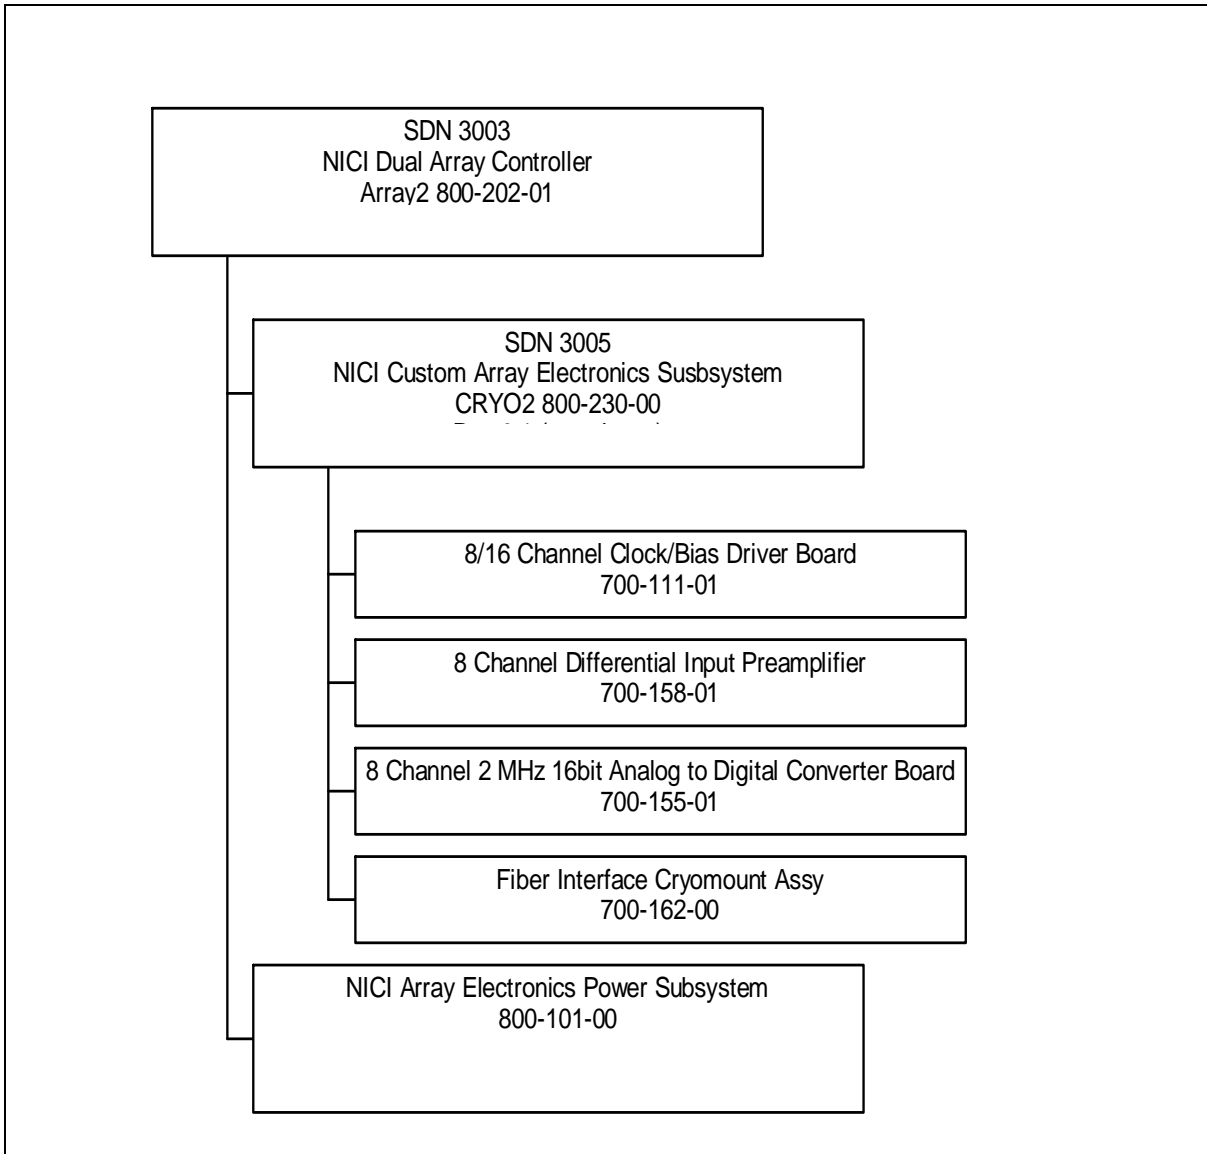 SDN 3003
NICI Dual Array Controller
Array2 800-202-01
SDN 3005
NICI Custom Array Electronics Susbsystem
CRYO2 800-230-00
8/16 Channel Clock/Bias Driver Board
700-111-01
8 Channel Differential Input Preamplifier
700-158-01
8 Channel 2 MHz 16bit Analog to Digital Converter Board
700-155-01
Fiber Interface Cryomount Assy
700-162-00
NICI Array Electronics Power Subsystem
800-101-00